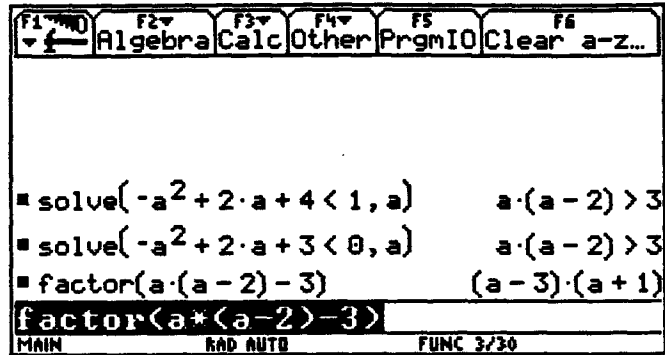 F1 F2 F3 F4 F5 F6
Algebra Calc Other PrgmIO Clear a-z…
▪ solve(-a² + 2·a + 4 < 1, a) a·(a - 2) > 3
▪ solve(-a² + 2·a + 3 < 0, a) a·(a - 2) > 3
▪ factor(a·(a - 2) - 3) (a - 3)·(a + 1)
factor(a*(a-2)-3)
MAIN RAD AUTO FUNC 3/30